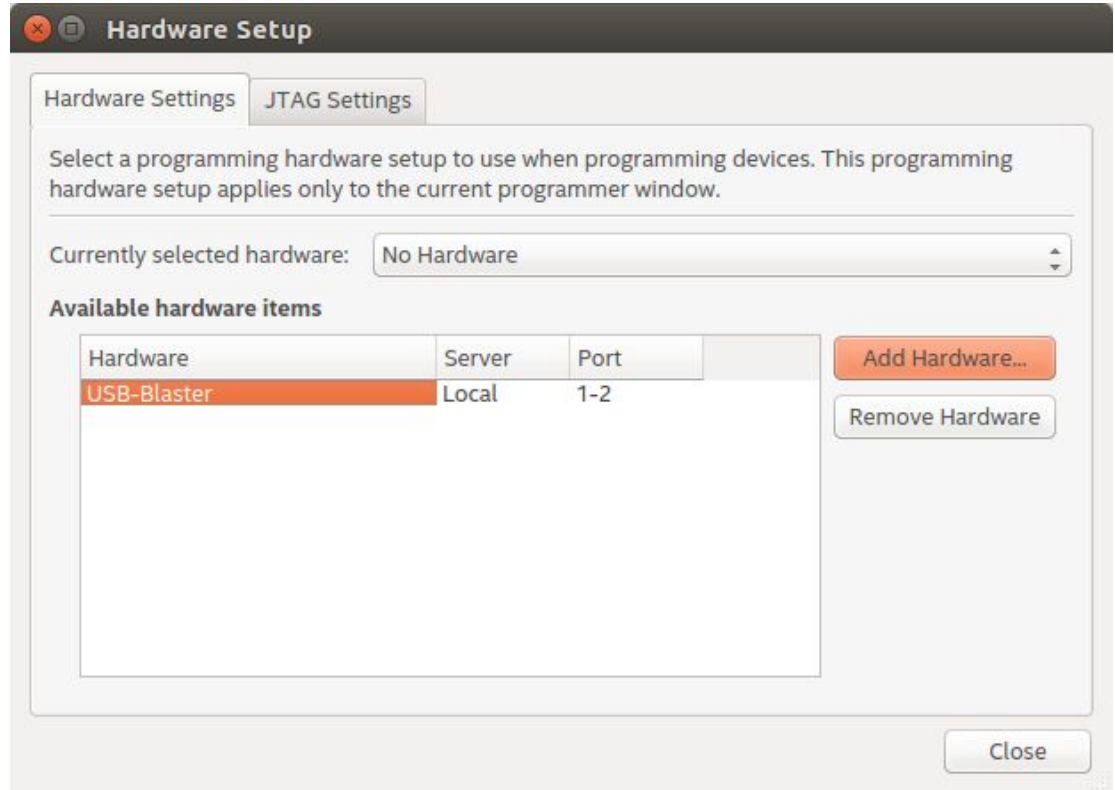 Hardware Setup
Hardware Settings JTAG Settings
Select a programming hardware setup to use when programming devices. This programming
hardware setup applies only to the current programmer window.
Currently selected hardware: No Hardware
Available hardware items
Hardware Server Port
Add Hardware...
USB-Blaster Local 1-2
Remove Hardware
Close